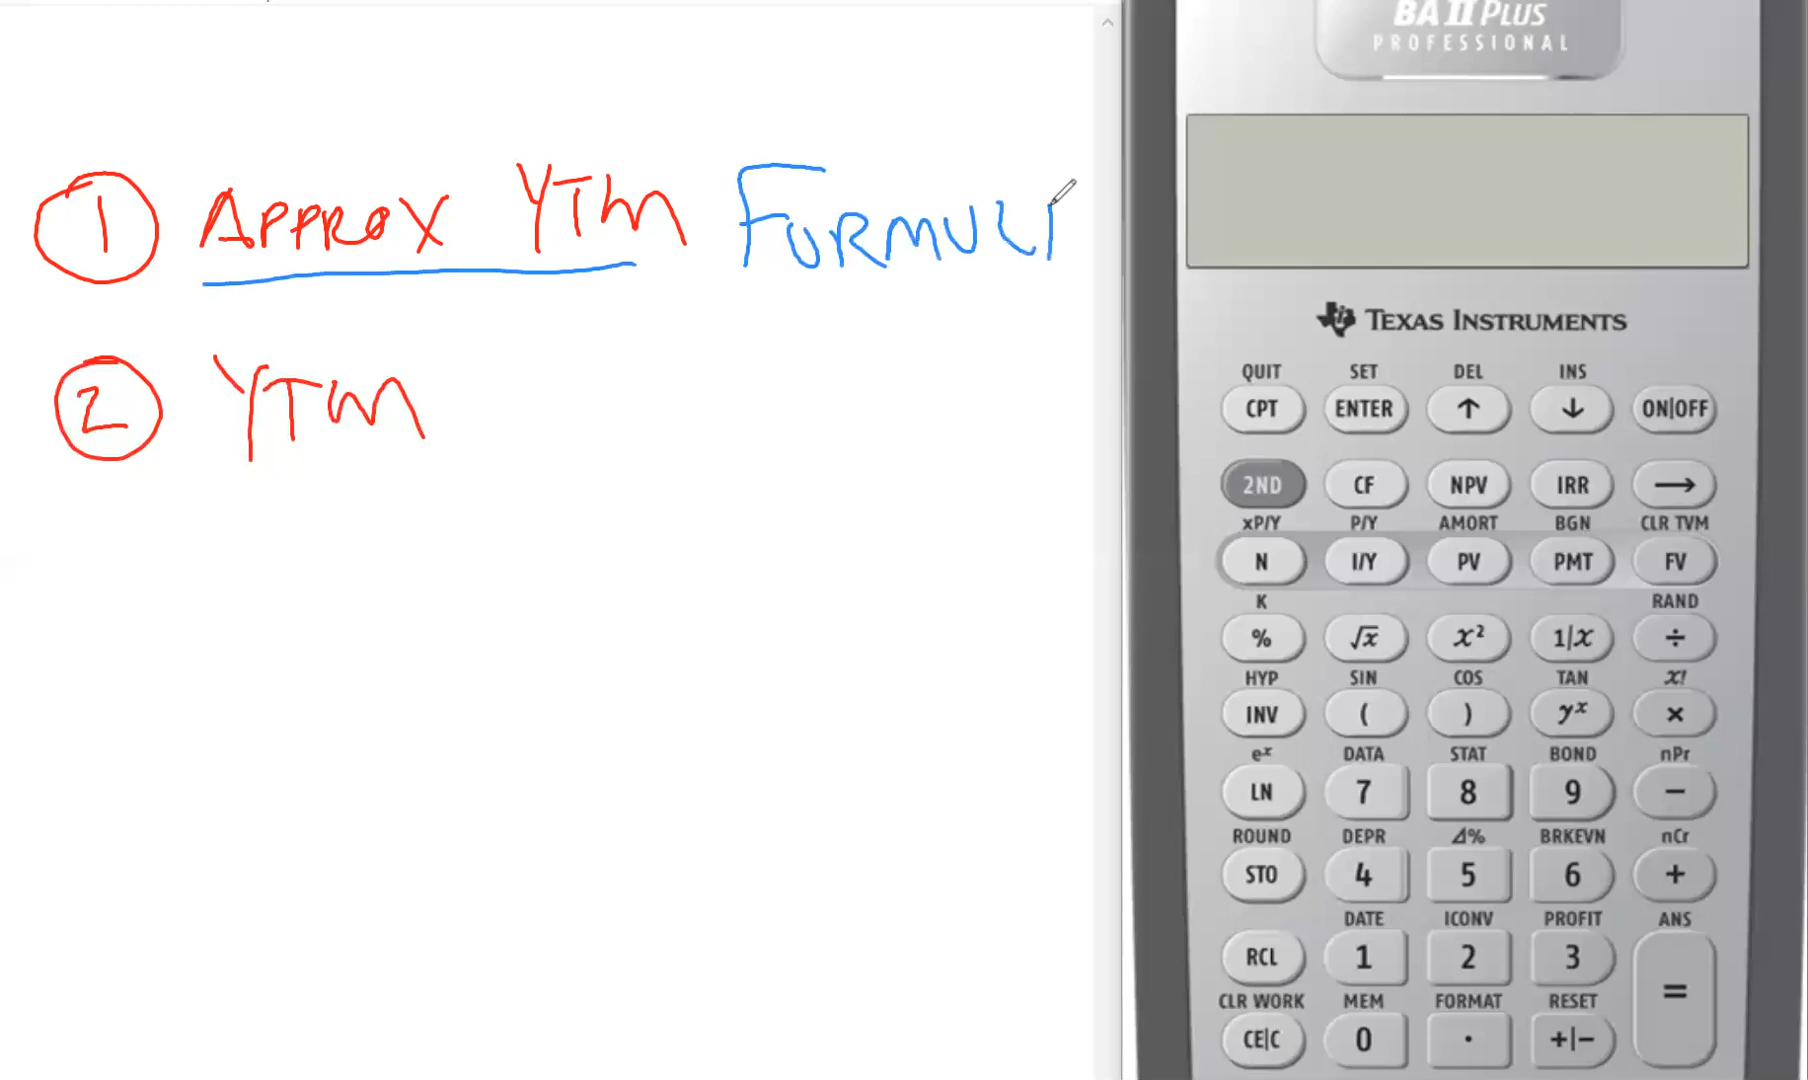 1 APPROX YTM FORMUL
2 YTM
BA II PLUS
PROFESSIONAL
TEXAS INSTRUMENTS
QUIT SET DEL INS
CPT ENTER ↑ ↓ ON|OFF
2ND CF NPV IRR →
xP/Y P/Y AMORT BGN CLR TVM
N I/Y PV PMT FV
K RAND
% √x x² 1/x ÷
HYP SIN COS TAN x!
INV ( ) yˣ ×
eˣ DATA STAT BOND nPr
LN 7 8 9 −
ROUND DEPR Δ% BRKEVN nCr
STO 4 5 6 +
DATE ICONV PROFIT ANS
RCL 1 2 3 =
CLR WORK MEM FORMAT RESET
CE|C 0 . +|−